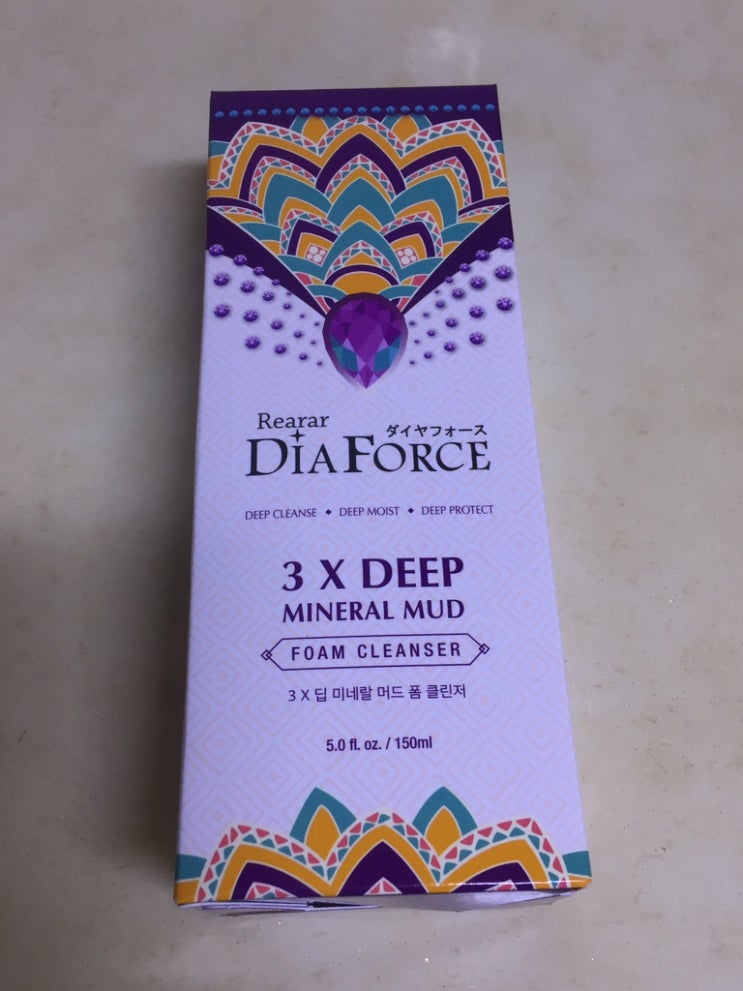 Rearar
ダイヤフォース
DIAFORCE
DEEP CLEANSE ◆ DEEP MOIST ◆ DEEP PROTECT
3 X DEEP
MINERAL MUD
FOAM CLEANSER
3 X 딥 미네랄 머드 폼 클린저
5.0 fl. oz. / 150ml